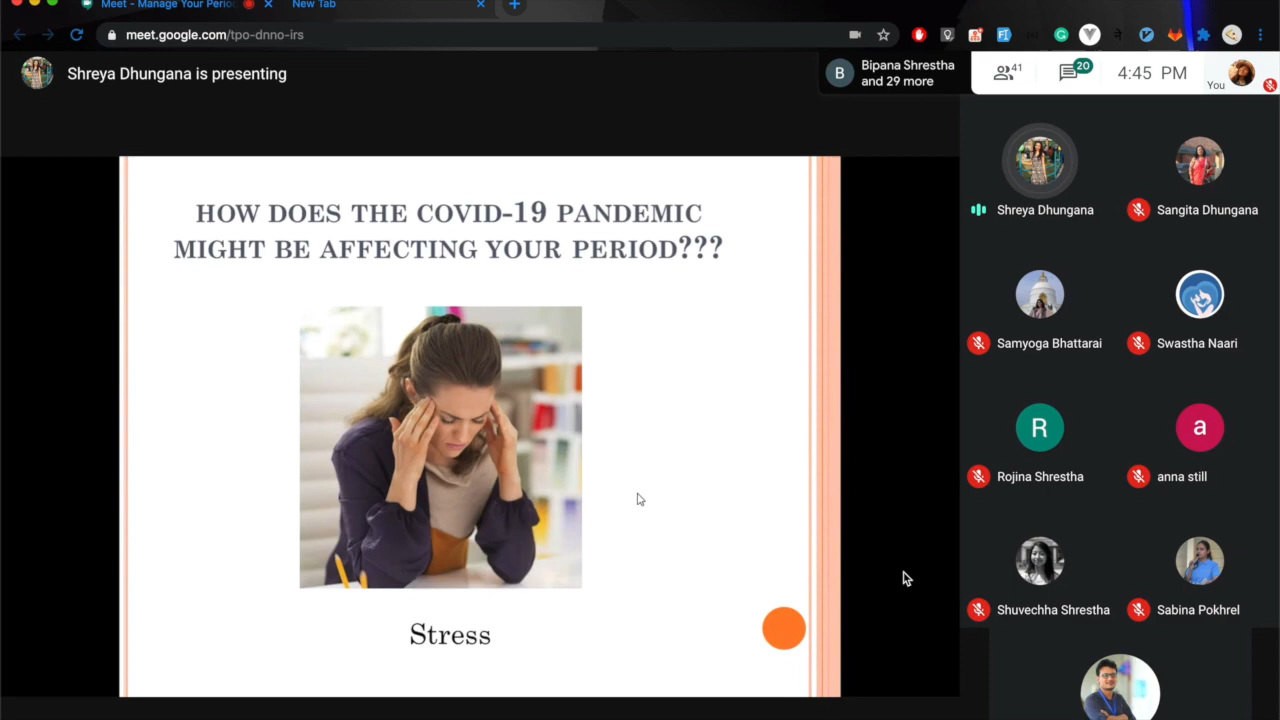 Meet - Manage Your Perio
New Tab
meet.google.com/tpo-dnno-irs
Shreya Dhungana is presenting
B
Bipana Shrestha
and 29 more
41
20
4:45 PM
You
HOW DOES THE COVID-19 PANDEMIC
MIGHT BE AFFECTING YOUR PERIOD???
Stress
Shreya Dhungana
Sangita Dhungana
Samyoga Bhattarai
Swastha Naari
R
a
Rojina Shrestha
anna still
Shuvechha Shrestha
Sabina Pokhrel